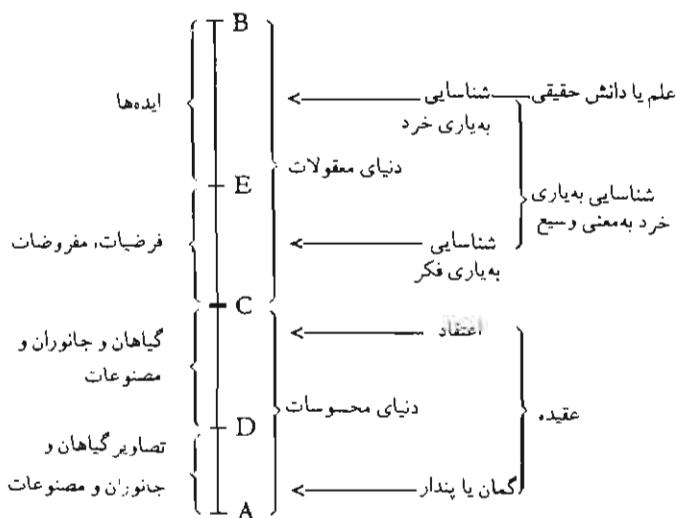 B
علم یا دانش حقیقی
شناسایی
به‌یاری خرد
ایده‌ها
دنیای معقولات
E
شناسایی به‌یاری
خرد به‌معنی وسیع
شناسایی
به‌یاری فکر
فرضیات، مفروضات
C
اعتقاد
گیاهان و جانوران و
مصنوعات
عقیده
دنیای محسوسات
D
تصاویر گیاهان و
جانوران و مصنوعات
گمان یا پندار
A